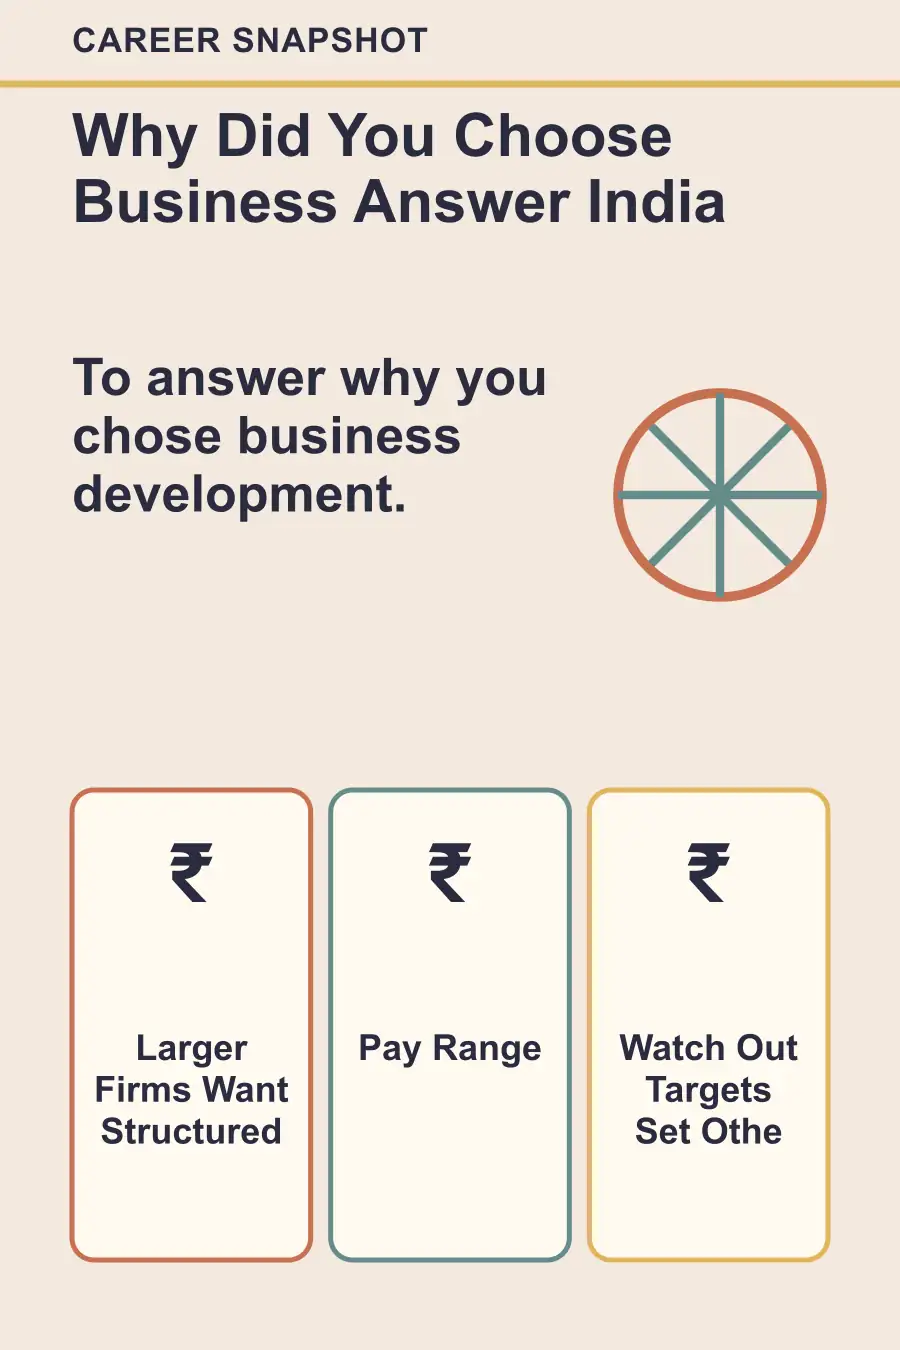 CAREER SNAPSHOT
Why Did You Choose
Business Answer India
To answer why you
chose business
development.
₹
Larger
Firms Want
Structured
₹
Pay Range
₹
Watch Out
Targets
Set Othe